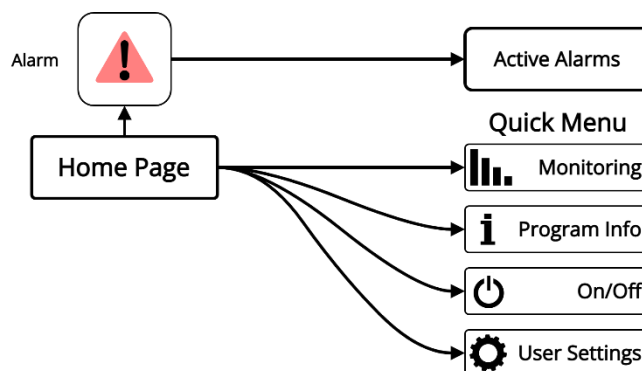 Alarm
Active Alarms
Quick Menu
Home Page
Monitoring
Program Info
On/Off
User Settings